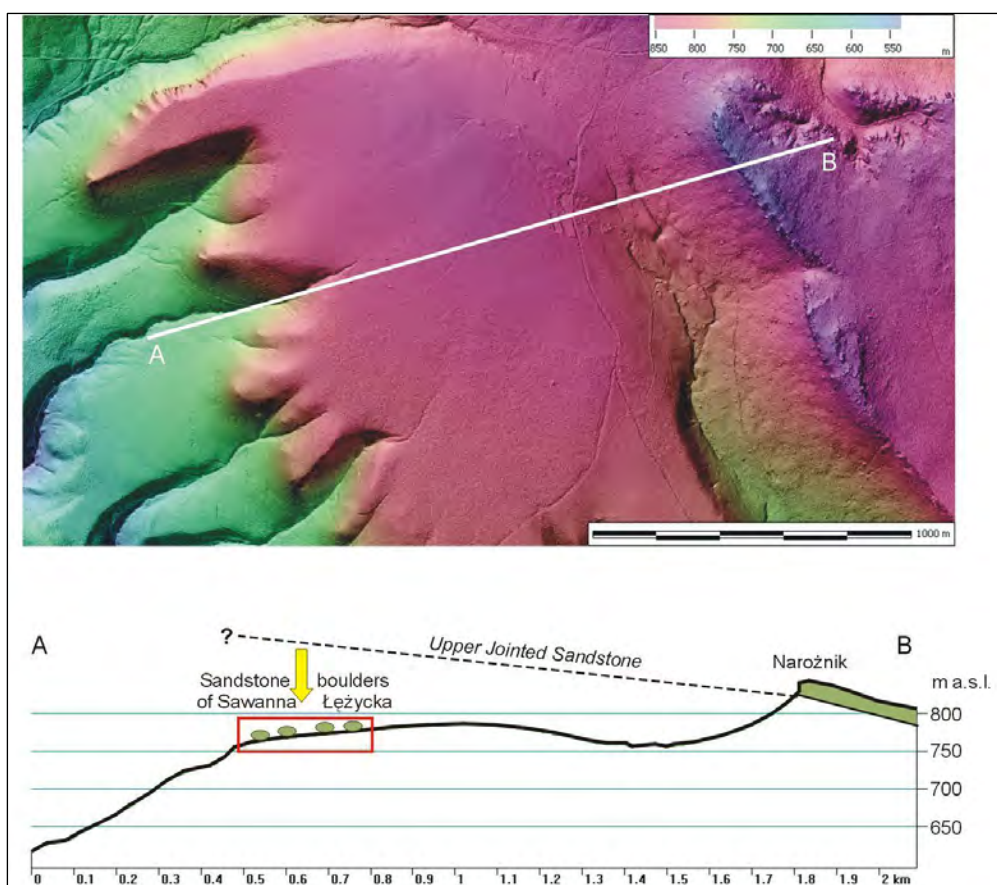 850 800 750 700 650 600 550
m
A
B
1000 m
A
B
?
Upper Jointed Sandstone
Narożnik
Sandstone boulders
of Sawanna Łężycka
m a.s.l.
800
750
700
650
0 0.1 0.2 0.3 0.4 0.5 0.6 0.7 0.8 0.9 1 1.1 1.2 1.3 1.4 1.5 1.6 1.7 1.8 1.9 2 km